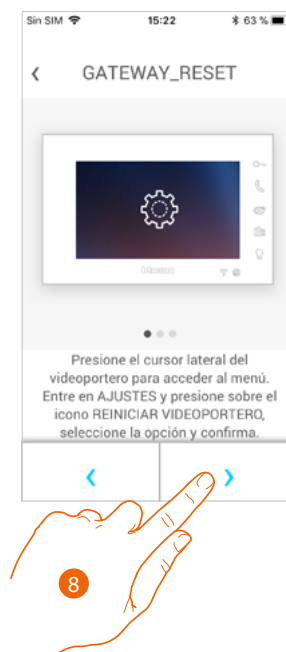 Sin SIM 15:22 63 %
GATEWAY_RESET
bticino
Presione el cursor lateral del
videoportero para acceder al menú.
Entre en AJUSTES y presione sobre el
icono REINICIAR VIDEOPORTERO,
seleccione la opción y confirma.
8